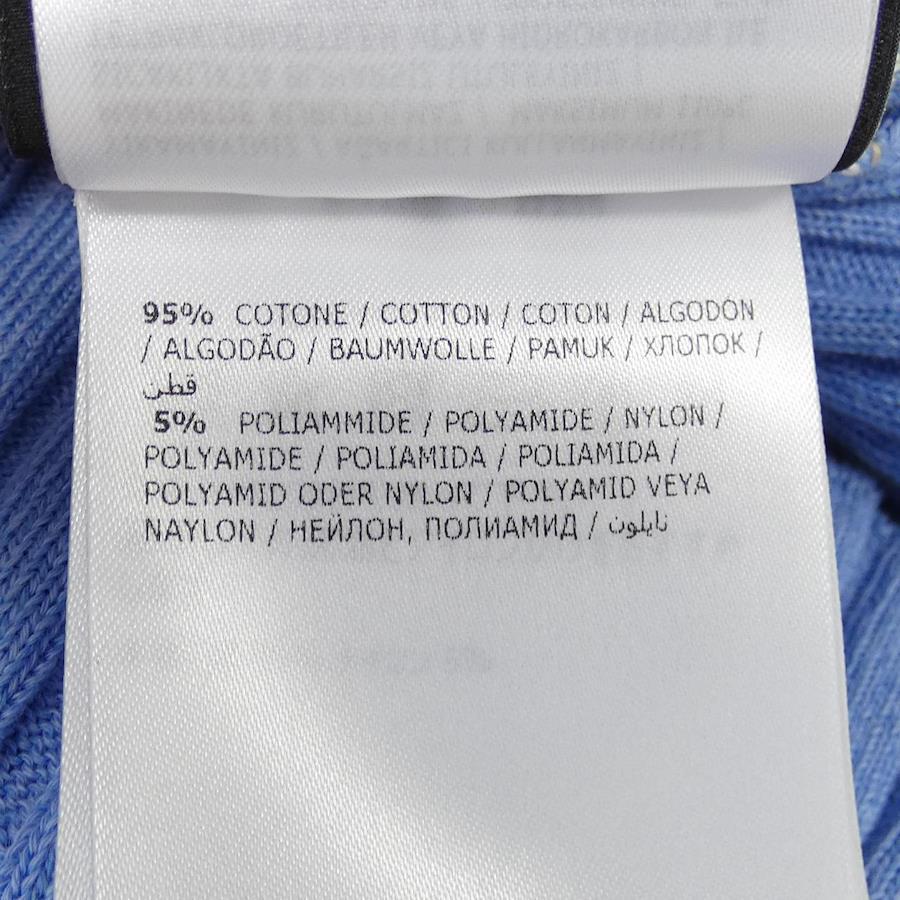 95% COTONE / COTTON / COTON / ALGODON
/ ALGODÃO / BAUMWOLLE / PAMUK / ХЛОПОК /
قطن
5% POLIAMMIDE / POLYAMIDE / NYLON /
POLYAMIDE / POLIAMIDA / POLIAMIDA /
POLYAMID ODER NYLON / POLYAMID VEYA
NAYLON / НЕЙЛОН, ПОЛИАМИД / نايلون